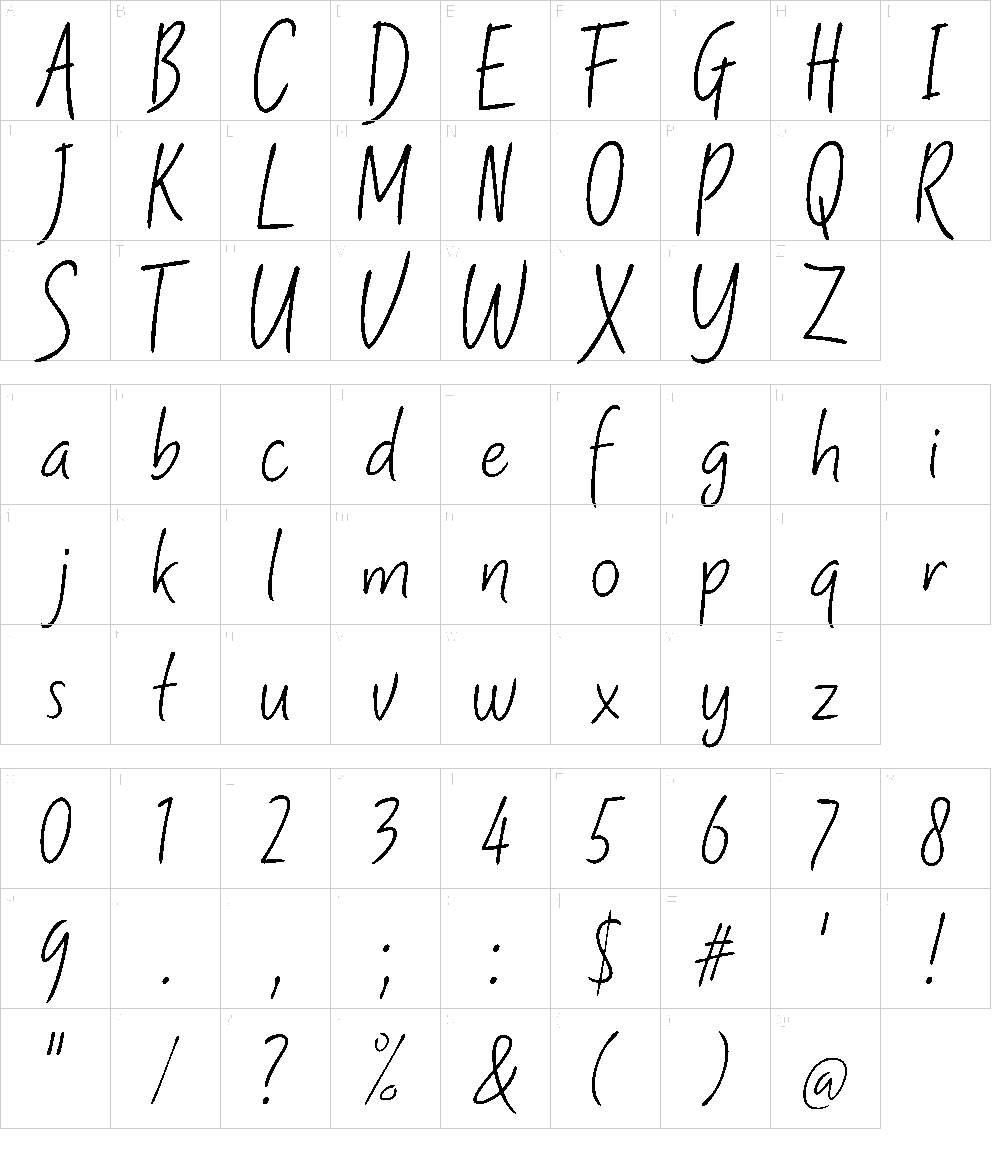 A B C D E F G H I
J K L M N O P Q R
S T U V W X Y Z
a b c d e f g h i
j k l m n o p q r
s t u v w x y z
0 1 2 3 4 5 6 7 8
9 . , ; : $ # ' !
" / ? % & ( ) @